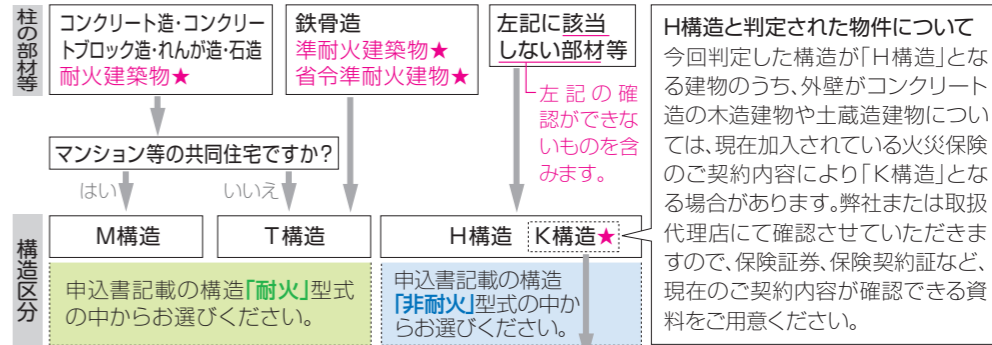 柱の部材等
コンクリート造・コンクリー
トブロック造・れんが造・石造
耐火建築物★
鉄骨造
準耐火建築物★
省令準耐火建物★
左記に該当
しない部材等
左記の確
認ができな
いものを含
みます。
マンション等の共同住宅ですか?
はい
いいえ
構造区分
M構造
T構造
H構造
K構造★
申込書記載の構造「耐火」型式
の中からお選びください。
申込書記載の構造
「非耐火」型式の中か
らお選びください。
H構造と判定された物件について
今回判定した構造が「H構造」とな
る建物のうち、外壁がコンクリート
造の木造建物や土蔵造建物につい
ては、現在加入されている火災保険
のご契約内容により「K構造」とな
る場合があります。弊社または取扱
代理店にて確認させていただきま
すので、保険証券、保険契約証など、
現在のご契約内容が確認できる資
料をご用意ください。